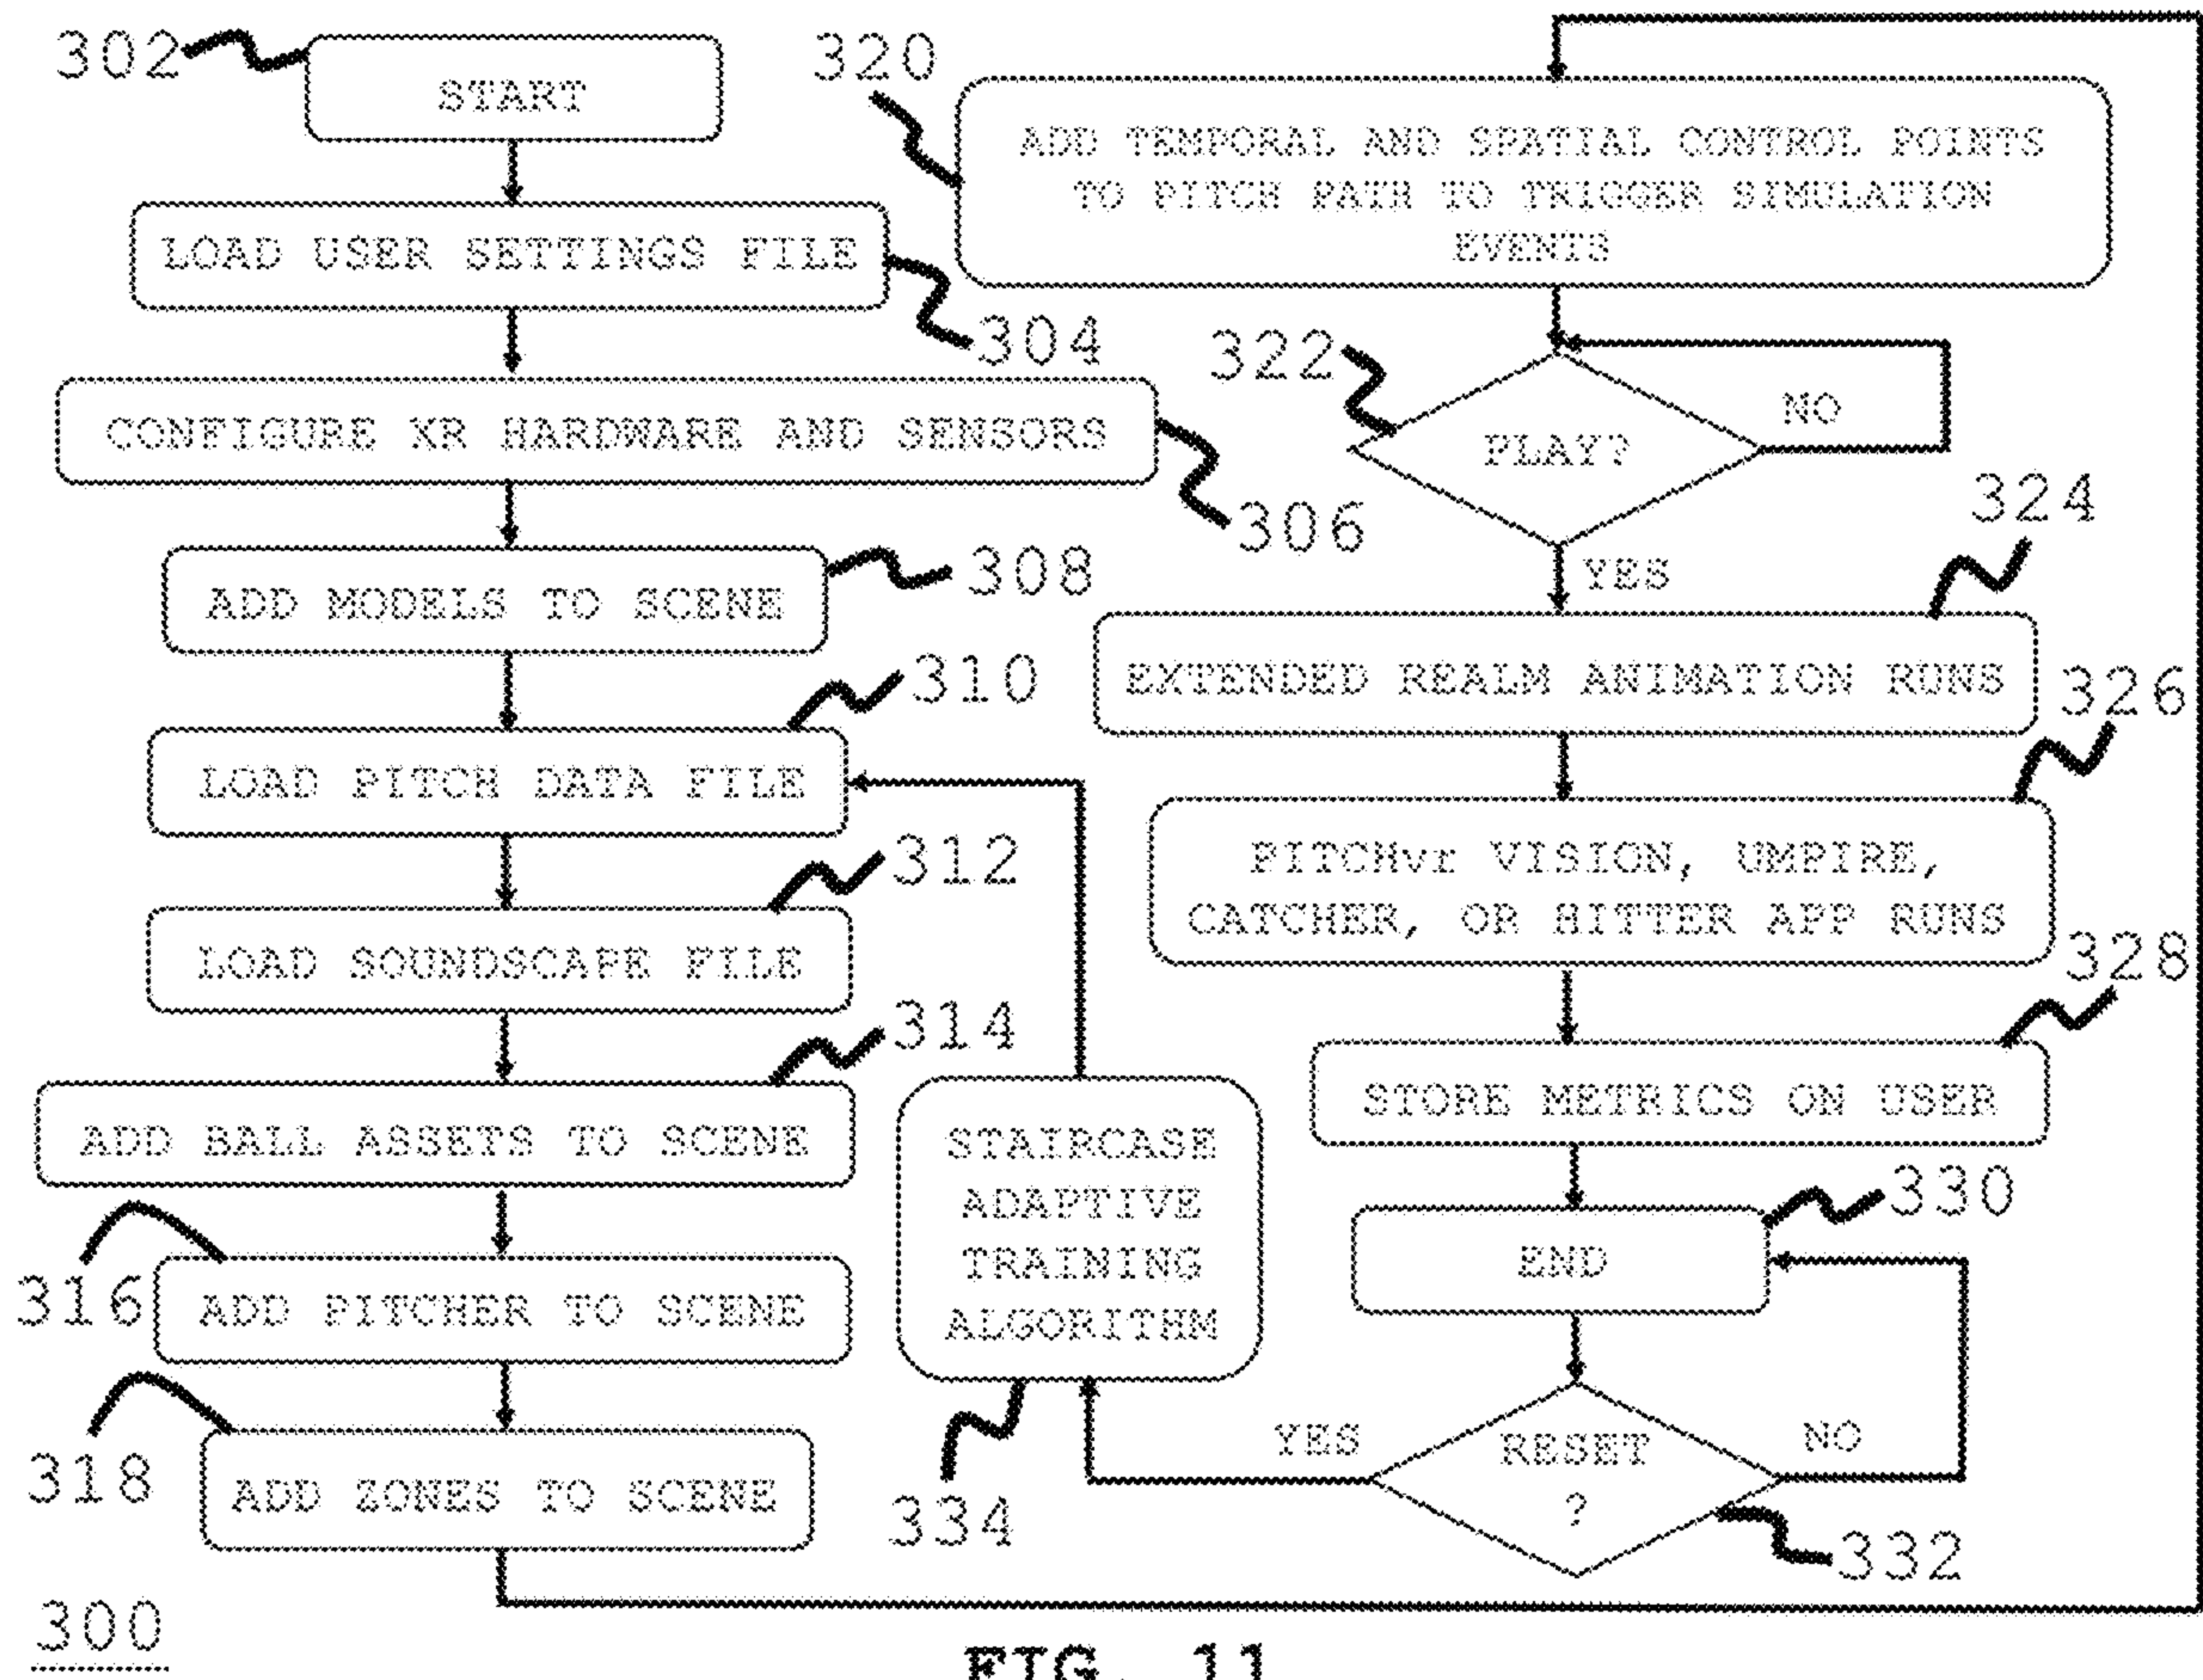 302
START
LOAD USER SETTINGS FILE
304
CONFIGURE XR HARDWARE AND SENSORS
306
ADD MODELS TO SCENE
308
310
LOAD PITCH DATA FILE
312
LOAD SOUNDSCAPE FILE
314
ADD BALL ASSETS TO SCENE
316
ADD PITCHER TO SCENE
318
ADD ZONES TO SCENE
320
ADD TEMPORAL AND SPATIAL CONTROL POINTS
TO PITCH PATH TO TRIGGER SIMULATION
EVENTS
322
PLAY?
NO
YES
324
EXTENDED REALM ANIMATION RUNS
326
PITCHvr VISION, UMPIRE,
CATCHER, OR HITTER APP RUNS
328
STORE METRICS ON USER
330
END
RESET
?
NO
YES
332
STAIRCASE
ADAPTIVE
TRAINING
ALGORITHM
334
300
FIG. 11